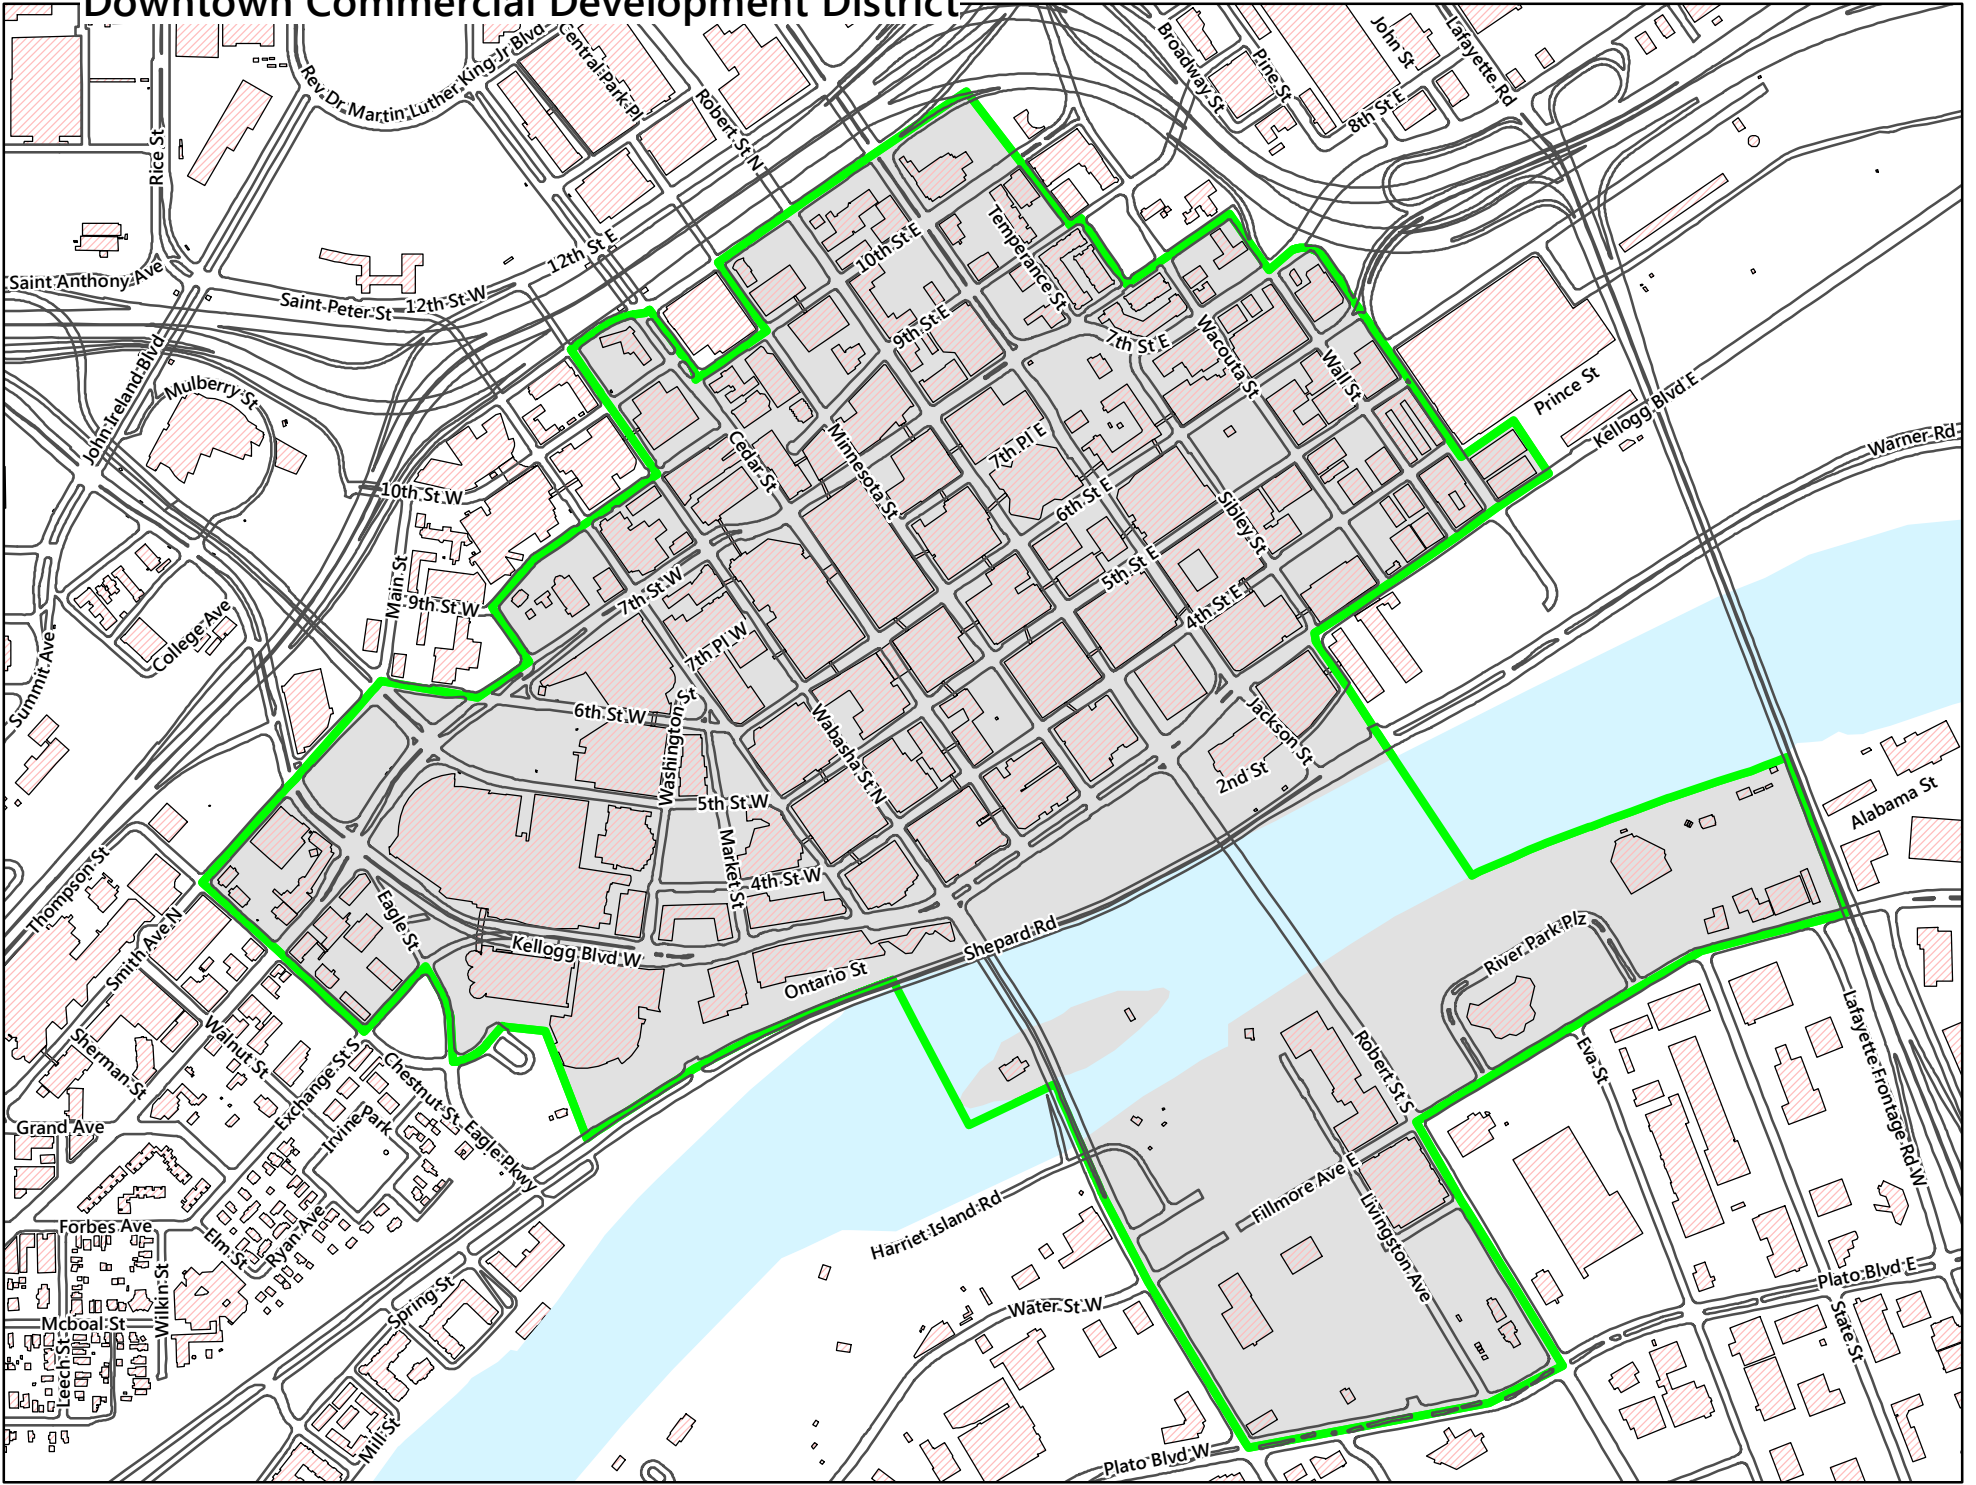 Downtown Commercial Development District
Rev Dr Martin Luther King Jr Blvd
Central Park Pl
Robert St N
Broadway St
Pine St
John St
Lafayette Rd
8th St E
Rice St
12th St E
10th St E
Temperance St
Saint Anthony Ave
Saint Peter St
12th St W
9th St E
7th St E
Wacouta St
Wall St
Prince St
Kellogg Blvd E
Warner Rd
John Ireland Blvd
Mulberry St
Cedar St
Minnesota St
7th Pl E
6th St E
Sibley St
10th St W
5th St E
4th St E
Main St
9th St W
7th St W
7th Pl W
College Ave
Summit Ave
6th St W
Washington St
Wabasha St N
Jackson St
2nd St
5th St W
Market St
4th St W
Alabama St
Thompson St
Smith Ave N
Eagle St
Kellogg Blvd W
Ontario St
Shepard Rd
River Park Plz
Sherman St
Walnut St
Exchange St S
Chestnut St
Eagle Pkwy
Irvine Park
Grand Ave
Robert St S
Eva St
Lafayette Frontage Rd W
Forbes Ave
Elm St
Ryan Ave
Harriet Island Rd
Fillmore Ave E
Livingston Ave
Wilkin St
Mcboal St
Leech St
Spring St
Water St W
Plato Blvd E
State St
Mill St
Plato Blvd W